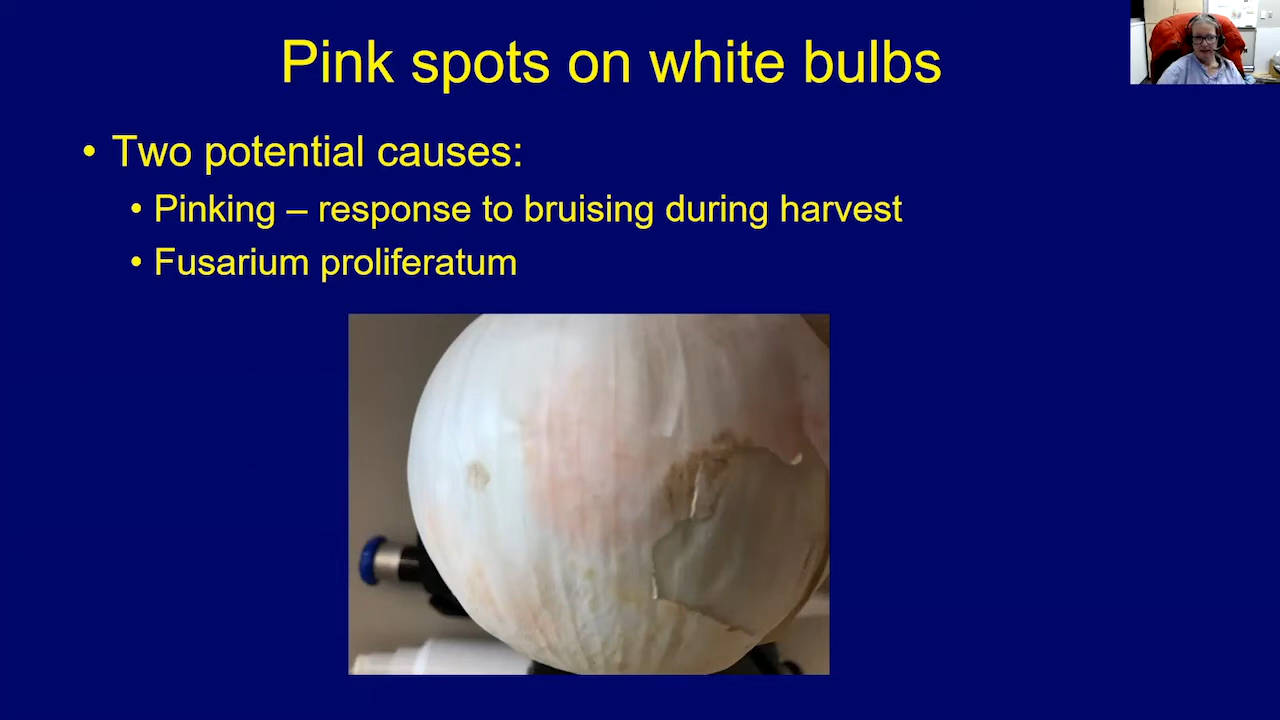 Pink spots on white bulbs
• Two potential causes:
• Pinking – response to bruising during harvest
• Fusarium proliferatum